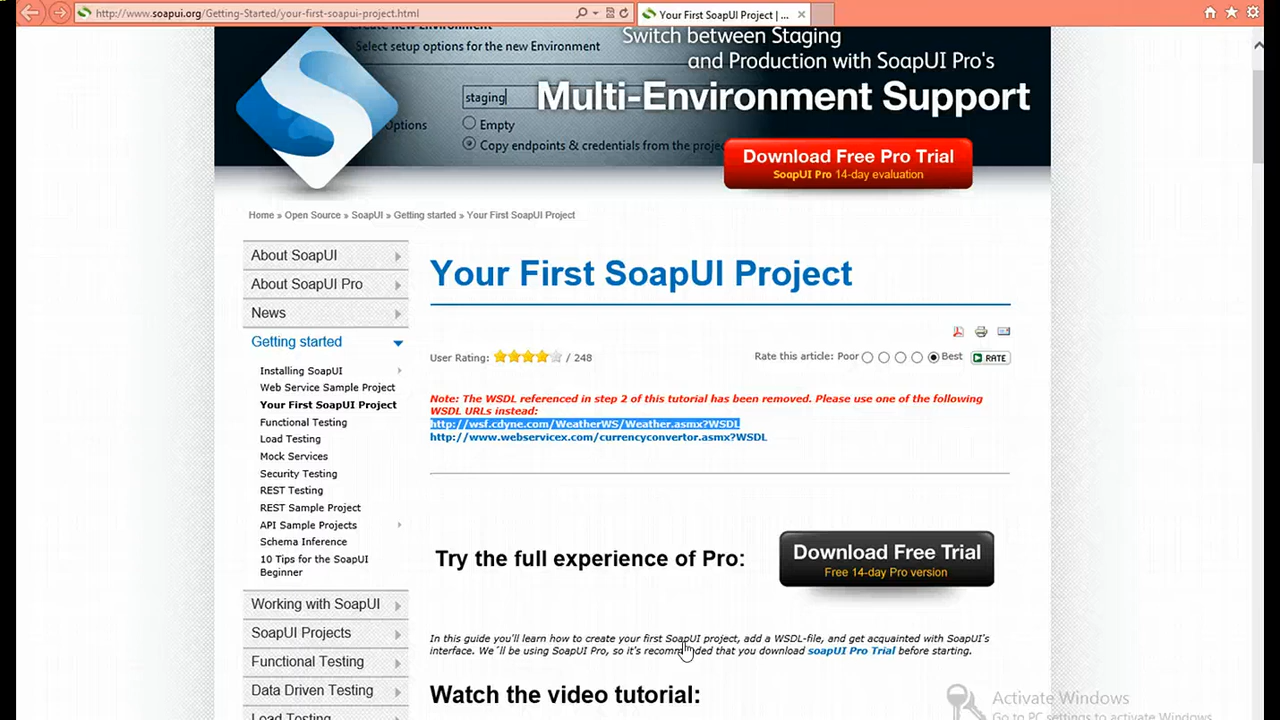 http://www.soapui.org/Getting-Started/your-first-soapui-project.html
Your First SoapUI Project | ...
Select setup options for the new Environment
Switch between Staging
and Production with SoapUI Pro's
staging
Multi-Environment Support
Options
Empty
Copy endpoints & credentials from the proje
Download Free Pro Trial
SoapUI Pro 14-day evaluation
Home » Open Source » SoapUI » Getting started » Your First SoapUI Project
About SoapUI
About SoapUI Pro
News
Getting started
Installing SoapUI
Web Service Sample Project
Your First SoapUI Project
Functional Testing
Load Testing
Mock Services
Security Testing
REST Testing
REST Sample Project
API Sample Projects
Schema Inference
10 Tips for the SoapUI
Beginner
Working with SoapUI
SoapUI Projects
Functional Testing
Data Driven Testing
Load Testing
Your First SoapUI Project
User Rating: / 248
Rate this article: Poor Best RATE
Note: The WSDL referenced in step 2 of this tutorial has been removed. Please use one of the following
WSDL URLs instead:
http://wsf.cdyne.com/WeatherWS/Weather.asmx?WSDL
http://www.webservicex.com/currencyconvertor.asmx?WSDL
Try the full experience of Pro:
Download Free Trial
Free 14-day Pro version
In this guide you'll learn how to create your first SoapUI project, add a WSDL-file, and get acquainted with SoapUI's
interface. We´ll be using SoapUI Pro, so it's recommended that you download soapUI Pro Trial before starting.
Watch the video tutorial:
Activate Windows
Go to PC settings to activate Windows